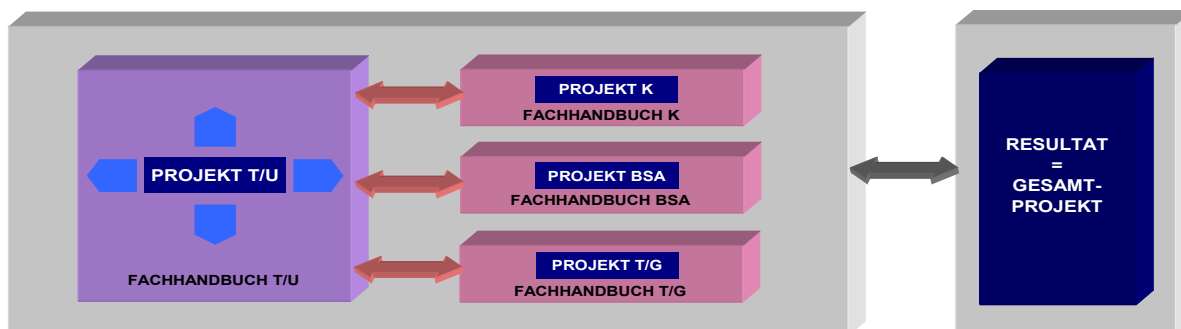 PROJEKT T/U
FACHHANDBUCH T/U
PROJEKT K
FACHHANDBUCH K
PROJEKT BSA
FACHHANDBUCH BSA
PROJEKT T/G
FACHHANDBUCH T/G
RESULTAT
=
GESAMT-
PROJEKT